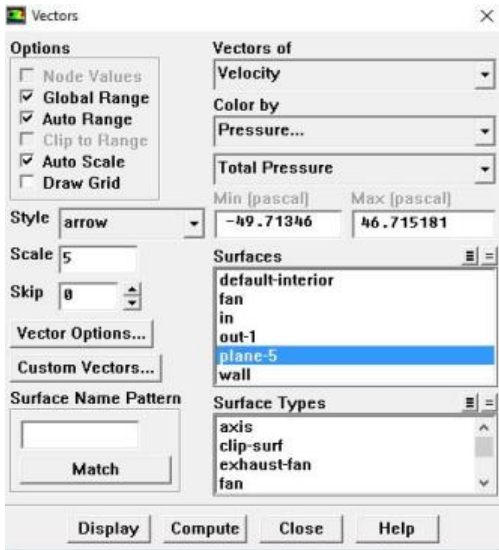 Vectors
Options
Node Values
Global Range
Auto Range
Clip to Range
Auto Scale
Draw Grid
Style arrow
Scale 5
Skip 0
Vector Options...
Custom Vectors...
Surface Name Pattern
Match
Vectors of
Velocity
Color by
Pressure...
Total Pressure
Min (pascal) Max (pascal)
-49.71346 46.715181
Surfaces
default-interior
fan
in
out-1
plane-5
wall
Surface Types
axis
clip-surf
exhaust-fan
fan
Display Compute Close Help